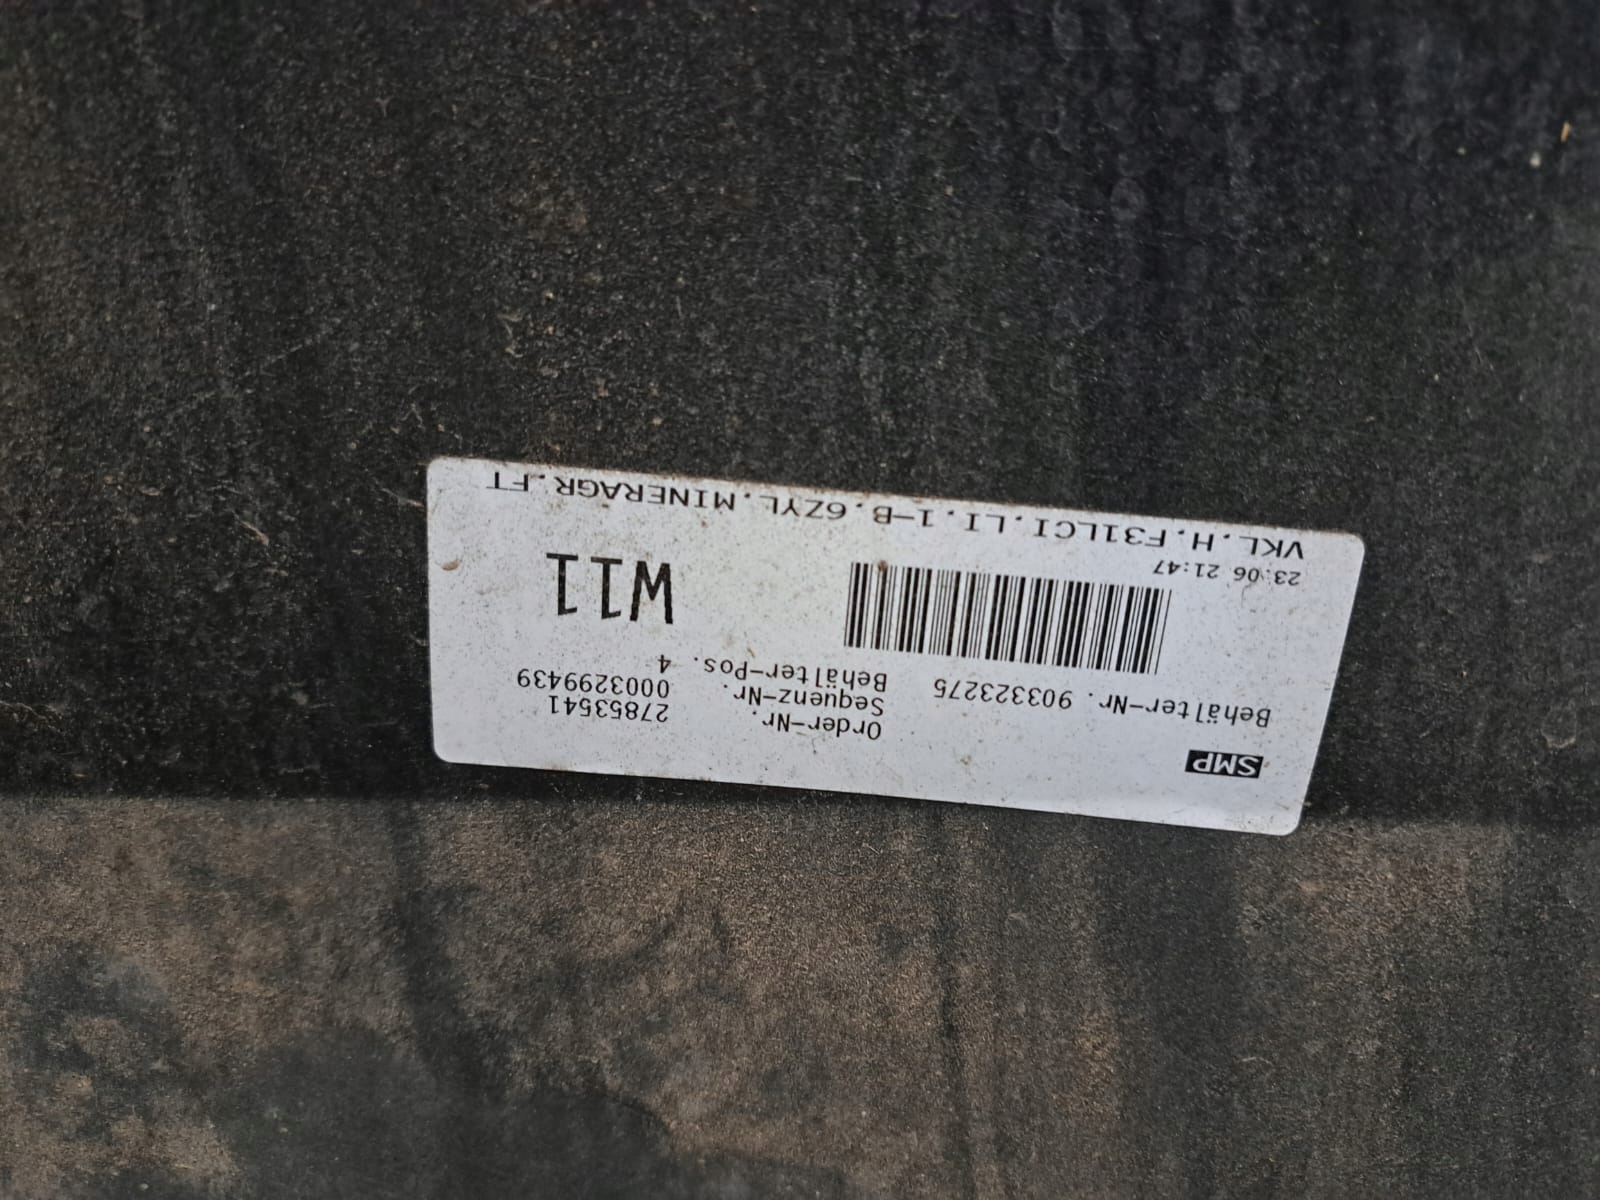 SMP
Behälter-Nr. 903323275
Order-Nr. 27853541
Sequenz-Nr. 0003299439
Behälter-Pos. 4
W11
23.06 21:47
VKL.H.F31LCI.LI.1-B.6ZYL.MINERAGR.FT